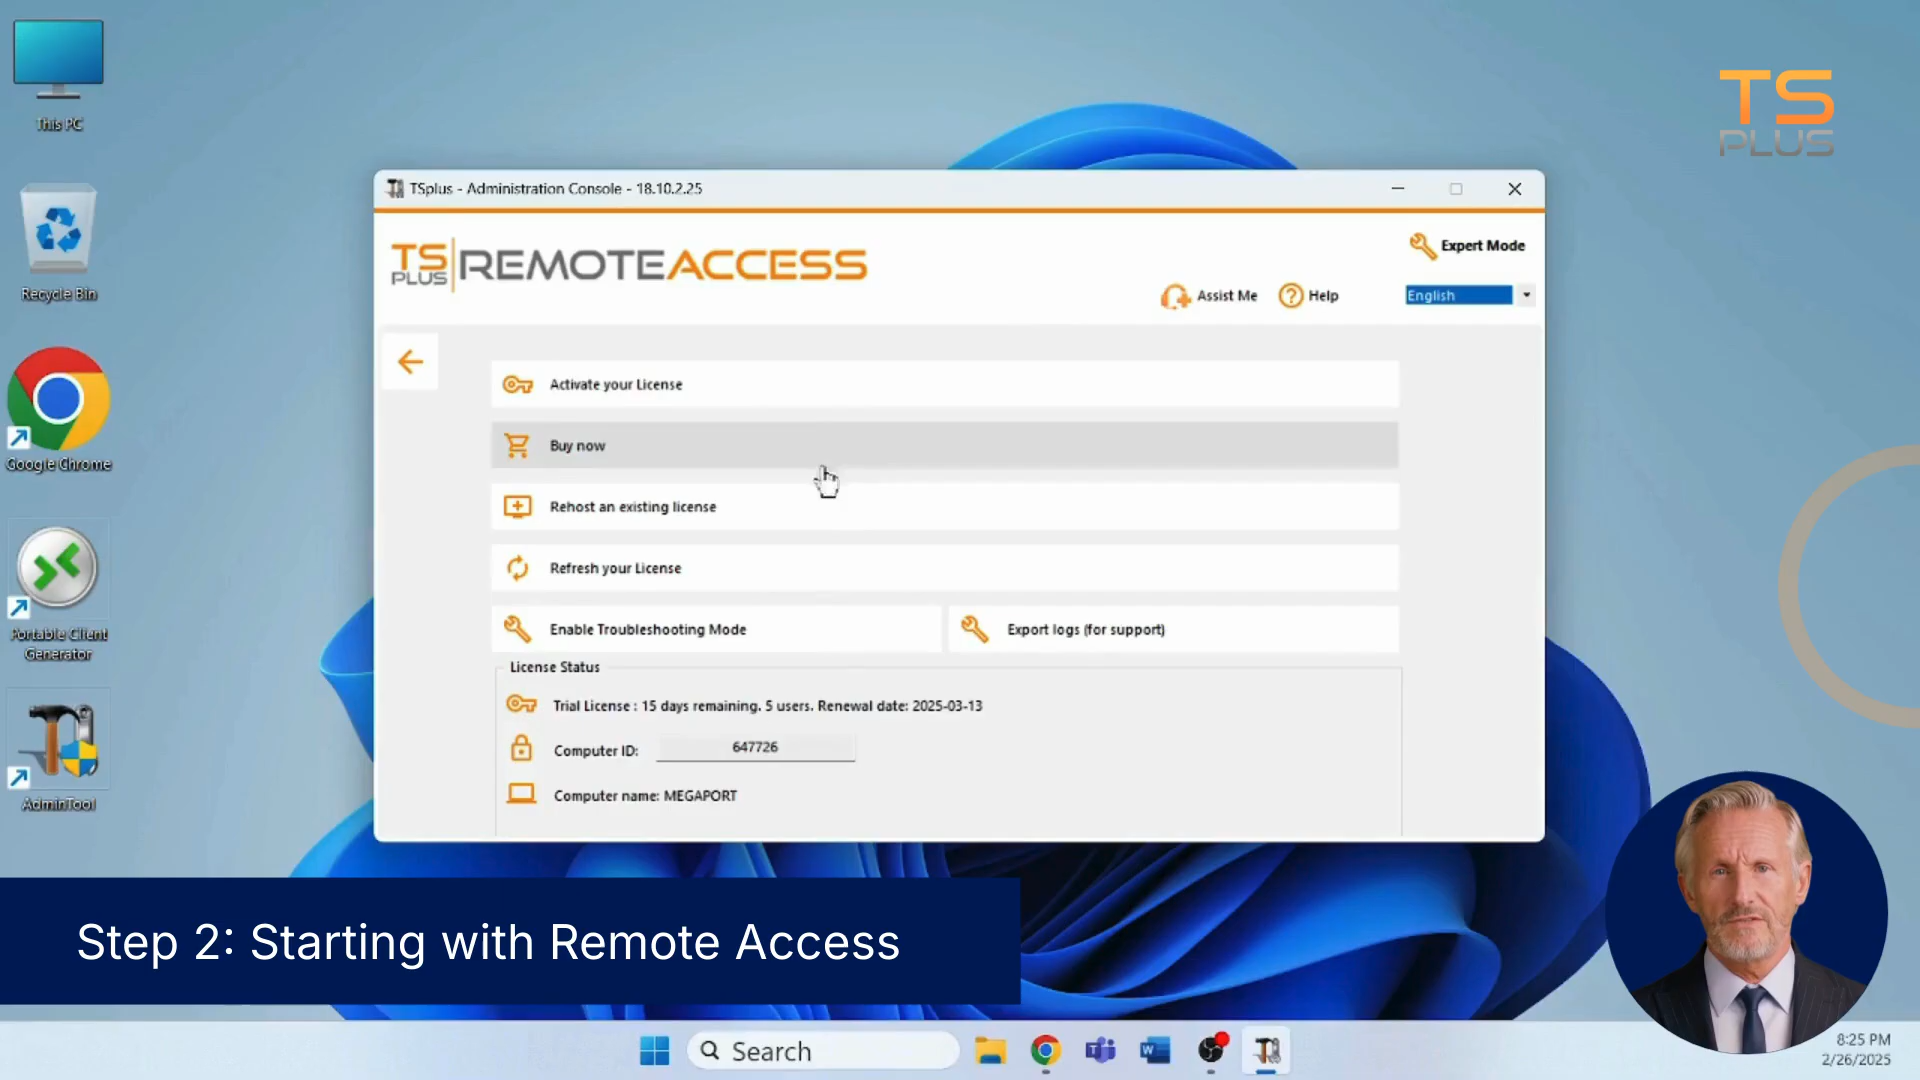 This PC
Recycle Bin
Google Chrome
Portable Client
Generator
AdminTool
TS
PLUS
TSplus - Administration Console - 18.10.2.25
TS
PLUS
REMOTEACCESS
Expert Mode
Assist Me
Help
English
Activate your License
Buy now
Rehost an existing license
Refresh your License
Enable Troubleshooting Mode
Export logs (for support)
License Status
Trial License : 15 days remaining. 5 users. Renewal date: 2025-03-13
Computer ID: 647726
Computer name: MEGAPORT
Step 2: Starting with Remote Access
Search
8:25 PM
2/26/2025